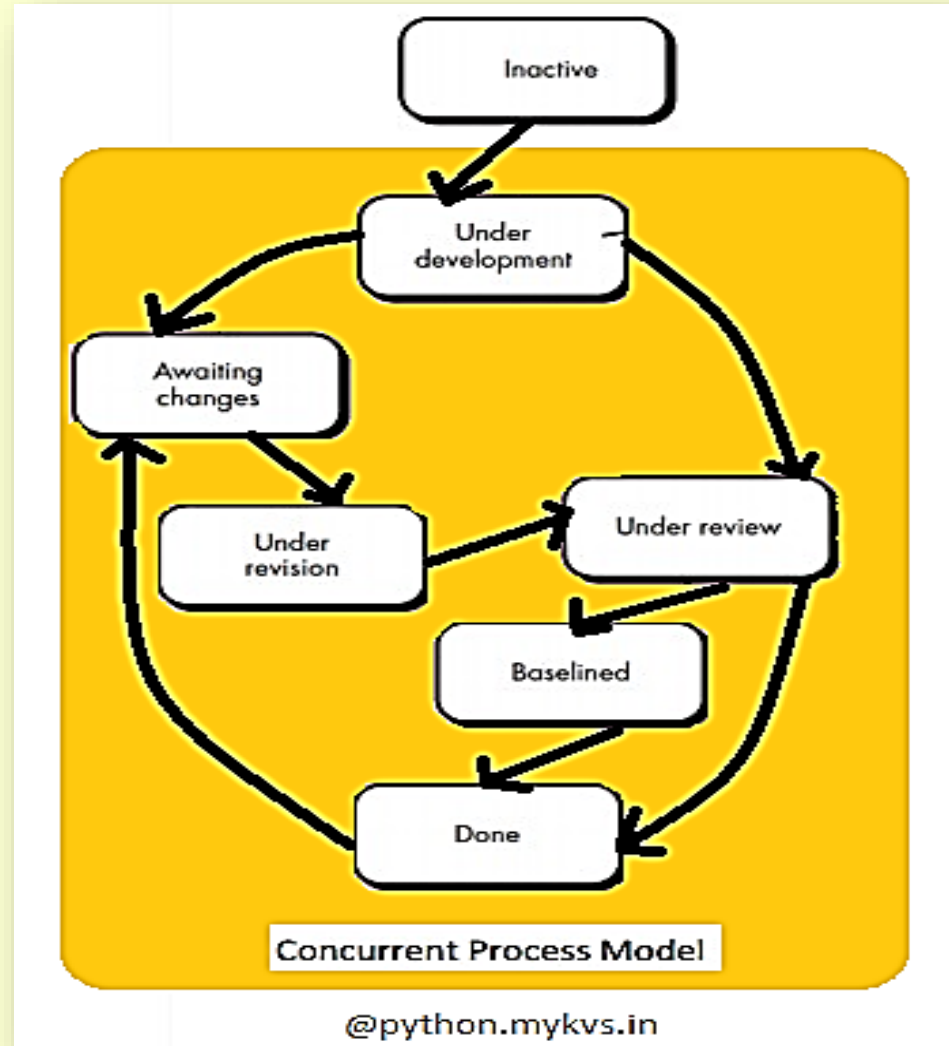 Inactive
Under
development
Awaiting
changes
Under
revision
Under review
Baselined
Done
Concurrent Process Model
@python.mykvs.in